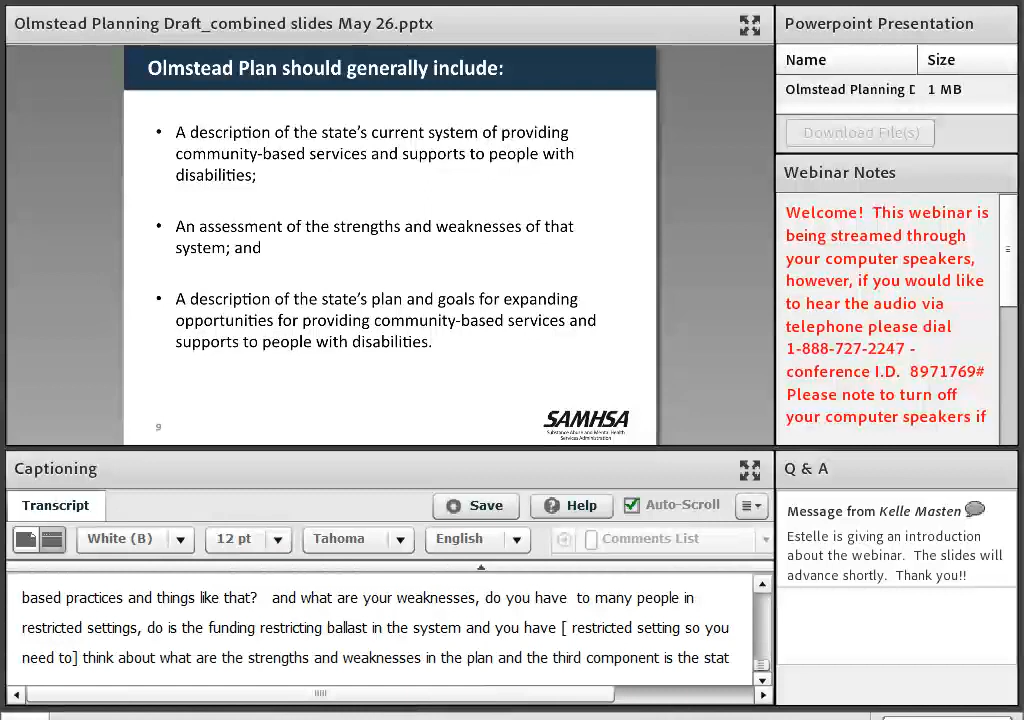 Olmstead Planning Draft_combined slides May 26.pptx
Olmstead Plan should generally include:
• A description of the state's current system of providing
community-based services and supports to people with
disabilities;
• An assessment of the strengths and weaknesses of that
system; and
• A description of the state's plan and goals for expanding
opportunities for providing community-based services and
supports to people with disabilities.
9
SAMHSA
Substance Abuse and Mental Health
Services Administration
Powerpoint Presentation
Name Size
Olmstead Planning D 1 MB
Download File(s)
Webinar Notes
Welcome! This webinar is
being streamed through
your computer speakers,
however, if you would like
to hear the audio via
telephone please dial
1-888-727-2247 -
conference I.D. 8971769#
Please note to turn off
your computer speakers if
Captioning
Transcript Save Help Auto-Scroll
White (B) 12 pt Tahoma English Comments List
based practices and things like that? and what are your weaknesses, do you have to many people in
restricted settings, do is the funding restricting ballast in the system and you have [ restricted setting so you
need to] think about what are the strengths and weaknesses in the plan and the third component is the stat
Q & A
Message from Kelle Masten
Estelle is giving an introduction
about the webinar. The slides will
advance shortly. Thank you!!